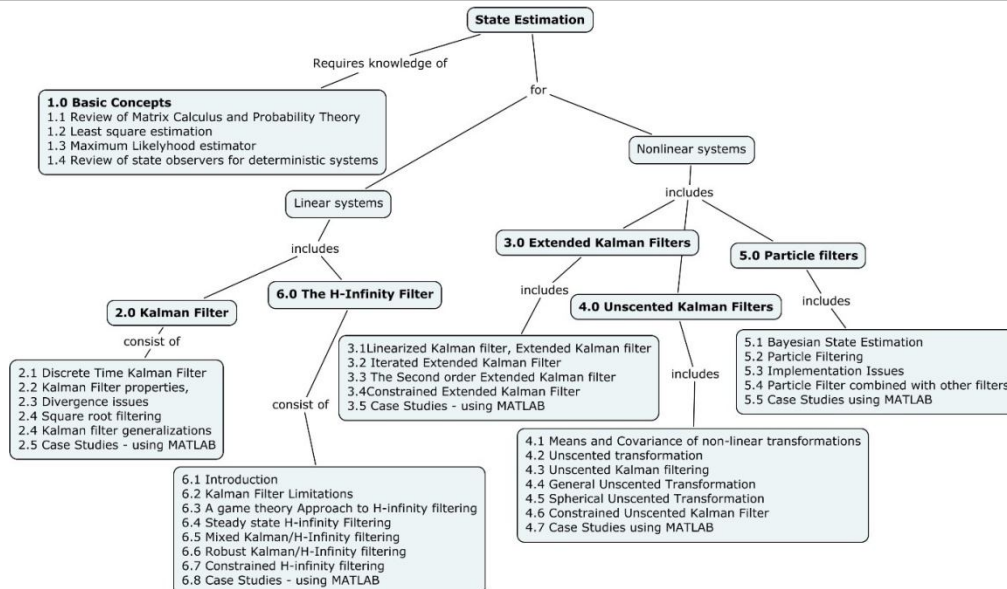 State Estimation
Requires knowledge of
for
1.0 Basic Concepts
1.1 Review of Matrix Calculus and Probability Theory
1.2 Least square estimation
1.3 Maximum Likelyhood estimator
1.4 Review of state observers for deterministic systems
Nonlinear systems
Linear systems
includes
includes
3.0 Extended Kalman Filters
5.0 Particle filters
6.0 The H-Infinity Filter
includes
4.0 Unscented Kalman Filters
includes
2.0 Kalman Filter
consist of
2.1 Discrete Time Kalman Filter
2.2 Kalman Filter properties,
2.3 Divergence issues
2.4 Square root filtering
2.4 Kalman filter generalizations
2.5 Case Studies - using MATLAB
consist of
3.1Linearized Kalman filter, Extended Kalman filter
3.2 Iterated Extended Kalman Filter
3.3 The Second order Extended Kalman filter
3.4Constrained Extended Kalman Filter
3.5 Case Studies - using MATLAB
includes
5.1 Bayesian State Estimation
5.2 Particle Filtering
5.3 Implementation Issues
5.4 Particle Filter combined with other filters
5.5 Case Studies using MATLAB
4.1 Means and Covariance of non-linear transformations
4.2 Unscented transformation
4.3 Unscented Kalman filtering
4.4 General Unscented Transformation
4.5 Spherical Unscented Transformation
4.6 Constrained Unscented Kalman Filter
4.7 Case Studies using MATLAB
6.1 Introduction
6.2 Kalman Filter Limitations
6.3 A game theory Approach to H-infinity filtering
6.4 Steady state H-infinity Filtering
6.5 Mixed Kalman/H-Infinity filtering
6.6 Robust Kalman/H-Infinity filtering
6.7 Constrained H-infinity filtering
6.8 Case Studies - using MATLAB